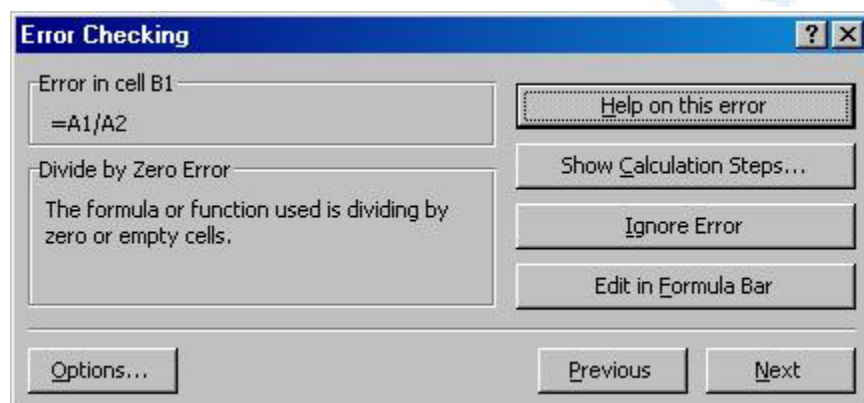 Error Checking
Error in cell B1
=A1/A2
Divide by Zero Error
The formula or function used is dividing by
zero or empty cells.
Help on this error
Show Calculation Steps...
Ignore Error
Edit in Formula Bar
Options...
Previous
Next